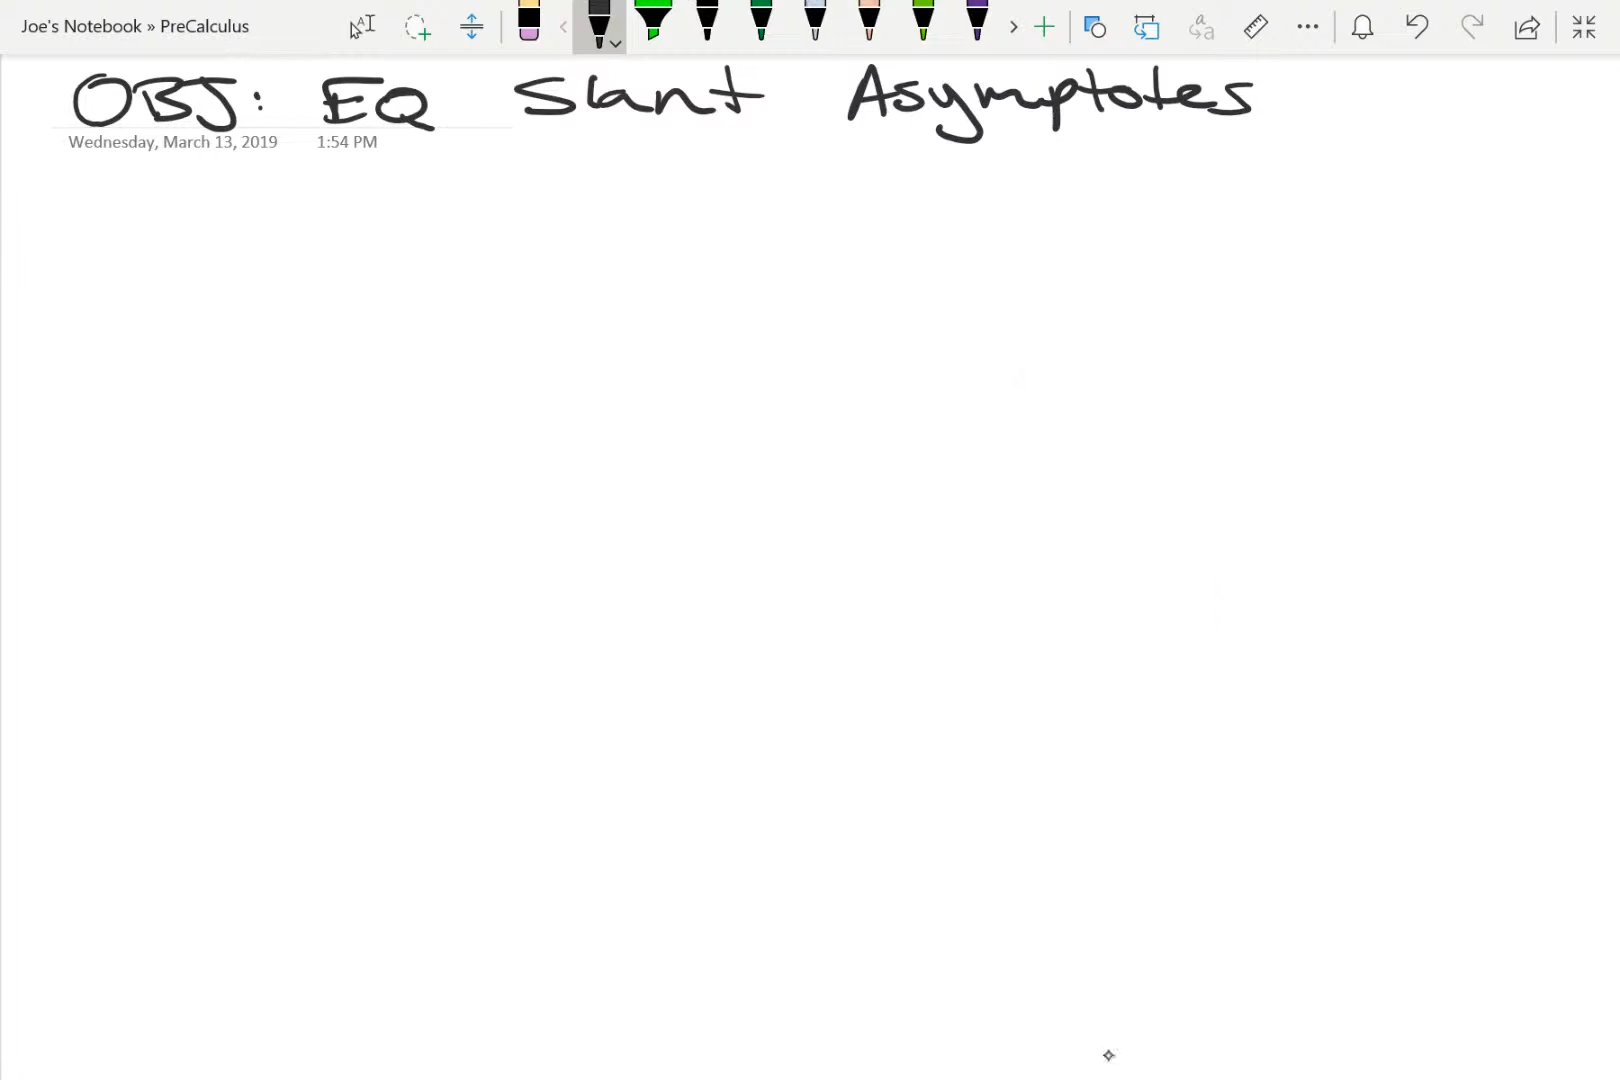 Joe's Notebook » PreCalculus
OBJ: EQ Slant Asymptotes
Wednesday, March 13, 2019 1:54 PM